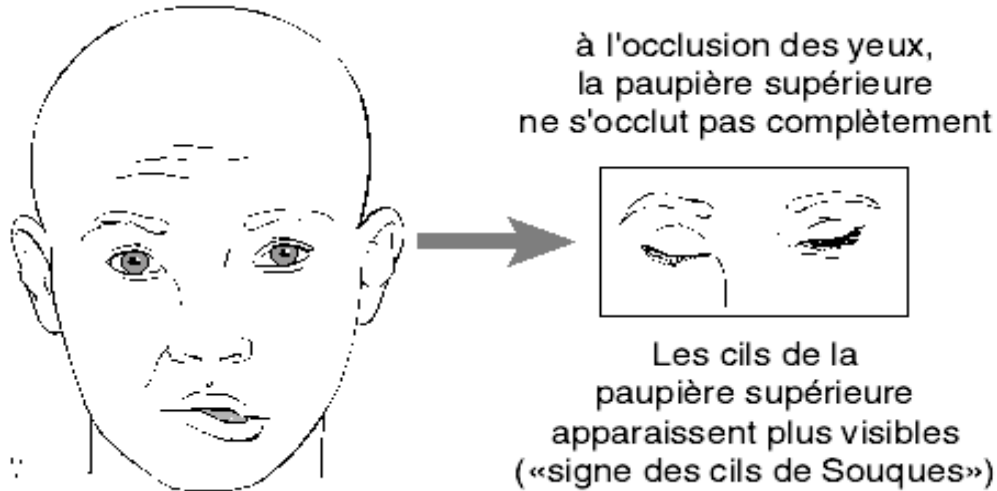 à l'occlusion des yeux,
la paupière supérieure
ne s'occlut pas complètement
Les cils de la
paupière supérieure
apparaissent plus visibles
(«signe des cils de Souques»)